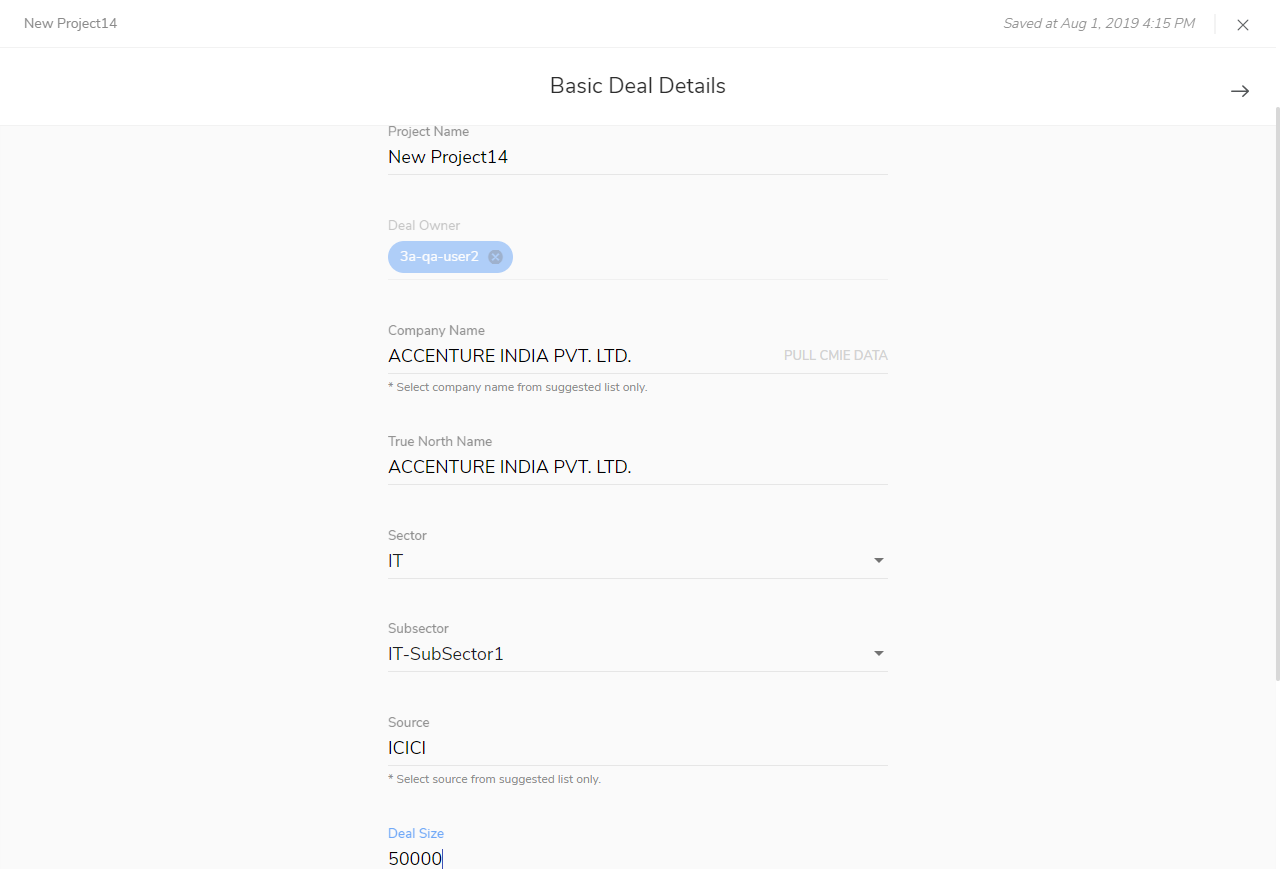 New Project14
Saved at Aug 1, 2019 4:15 PM
Basic Deal Details
Project Name
New Project14
Deal Owner
3a-qa-user2
Company Name
ACCENTURE INDIA PVT. LTD.
PULL CMIE DATA
* Select company name from suggested list only.
True North Name
ACCENTURE INDIA PVT. LTD.
Sector
IT
Subsector
IT-SubSector1
Source
ICICI
* Select source from suggested list only.
Deal Size
50000